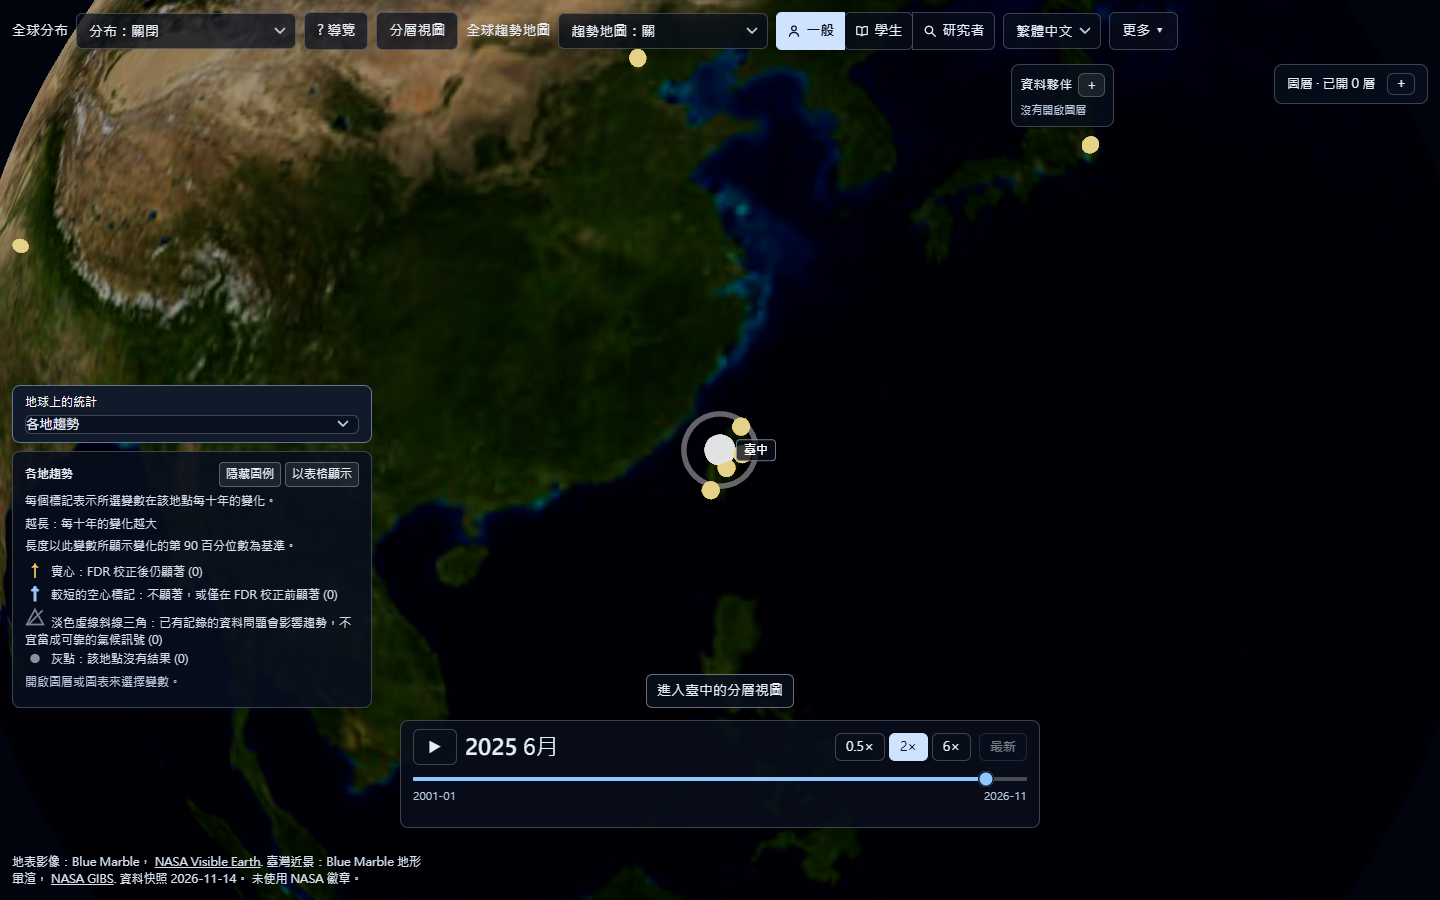 全球分布 分布：關閉 ? 導覽 分層視圖 全球趨勢地圖 趨勢地圖：關 一般 學生 研究者 繁體中文 更多 ▾
資料夥伴 +
沒有開啟圖層
圖層 · 已開 0 層 +
臺中
地球上的統計
各地趨勢
各地趨勢 隱藏圖例 以表格顯示
每個標記表示所選變數在該地點每十年的變化。
越長：每十年的變化越大
長度以此變數所顯示變化的第 90 百分位數為基準。
實心：FDR 校正後仍顯著 (0)
較短的空心標記：不顯著，或僅在 FDR 校正前顯著 (0)
淡色虛線斜線三角：已有記錄的資料問題會影響趨勢，不
宜當成可靠的氣候訊號 (0)
灰點：該地點沒有結果 (0)
開啟圖層或圖表來選擇變數。
進入臺中的分層視圖
2025 6月 0.5× 2× 6× 最新
2001-01 2026-11
地表影像：Blue Marble， NASA Visible Earth. 臺灣近景：Blue Marble 地形
暈渲， NASA GIBS. 資料快照 2026-11-14。 未使用 NASA 徽章。